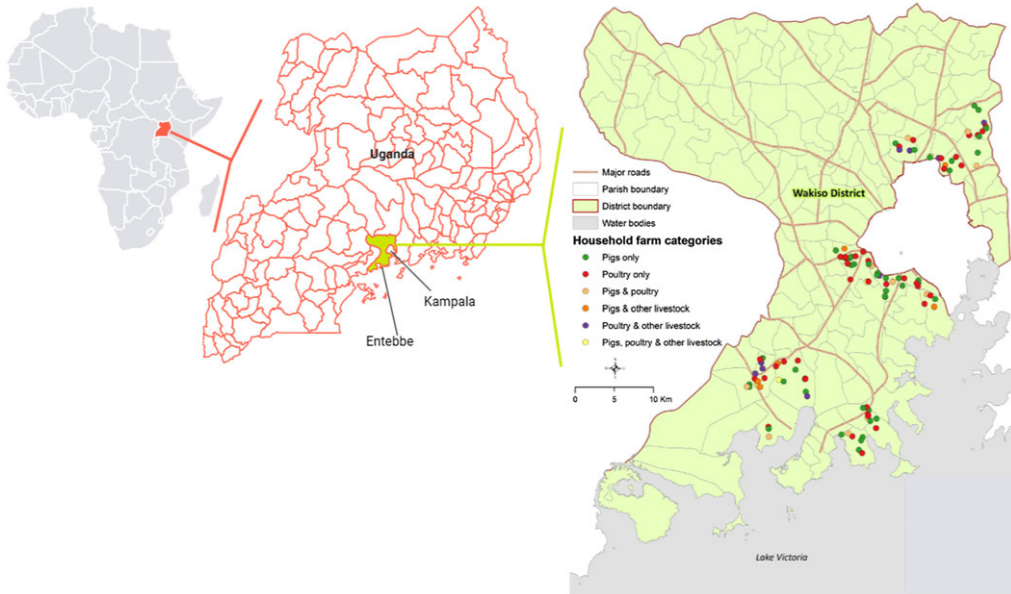 Uganda
Kampala
Entebbe
Major roads
Parish boundary
District boundary
Water bodies
Household farm categories
Pigs only
Poultry only
Pigs & poultry
Pigs & other livestock
Poultry & other livestock
Pigs, poultry & other livestock
0 5 10 Km
Wakiso District
Lake Victoria